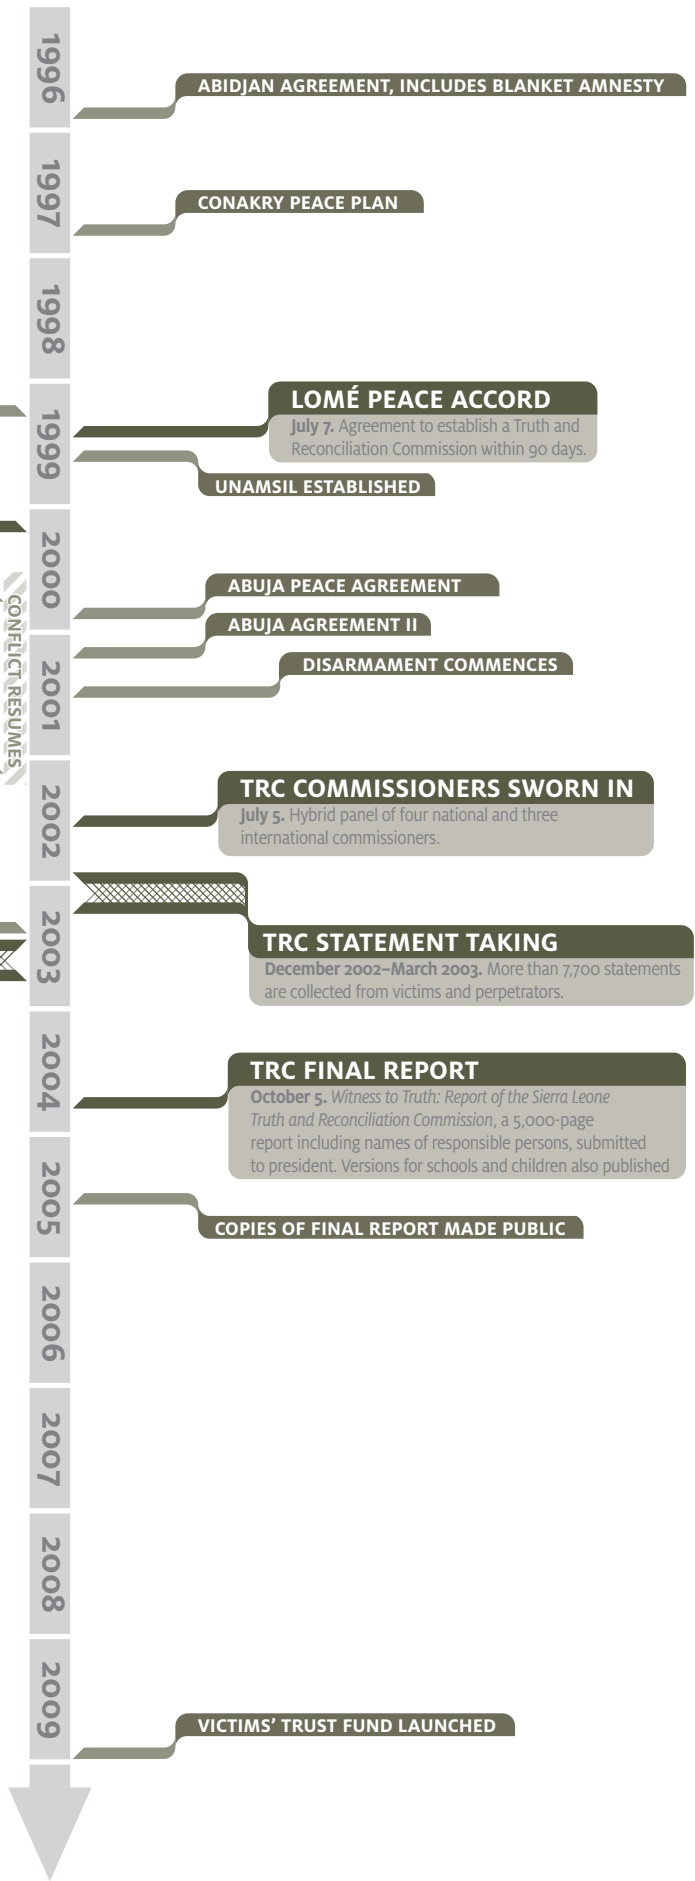 1996
ABIDJAN AGREEMENT, INCLUDES BLANKET AMNESTY
1997
CONAKRY PEACE PLAN
1998
1999
LOMÉ PEACE ACCORD
July 7. Agreement to establish a Truth and
Reconciliation Commission within 90 days.
UNAMSIL ESTABLISHED
2000
CONFLICT RESUMES
ABUJA PEACE AGREEMENT
ABUJA AGREEMENT II
2001
DISARMAMENT COMMENCES
2002
TRC COMMISSIONERS SWORN IN
July 5. Hybrid panel of four national and three
international commissioners.
2003
TRC STATEMENT TAKING
December 2002–March 2003. More than 7,700 statements
are collected from victims and perpetrators.
2004
TRC FINAL REPORT
October 5. Witness to Truth: Report of the Sierra Leone
Truth and Reconciliation Commission, a 5,000-page
report including names of responsible persons, submitted
to president. Versions for schools and children also published
2005
COPIES OF FINAL REPORT MADE PUBLIC
2006
2007
2008
2009
VICTIMS’ TRUST FUND LAUNCHED